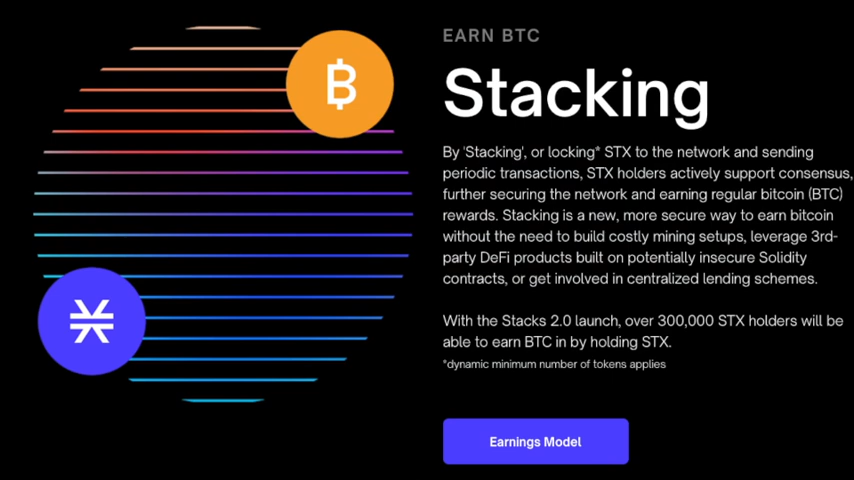 EARN BTC
Stacking
By 'Stacking', or locking* STX to the network and sending
periodic transactions, STX holders actively support consensus,
further securing the network and earning regular bitcoin (BTC)
rewards. Stacking is a new, more secure way to earn bitcoin
without the need to build costly mining setups, leverage 3rd-
party DeFi products built on potentially insecure Solidity
contracts, or get involved in centralized lending schemes.
With the Stacks 2.0 launch, over 300,000 STX holders will be
able to earn BTC in by holding STX.
*dynamic minimum number of tokens applies
Earnings Model